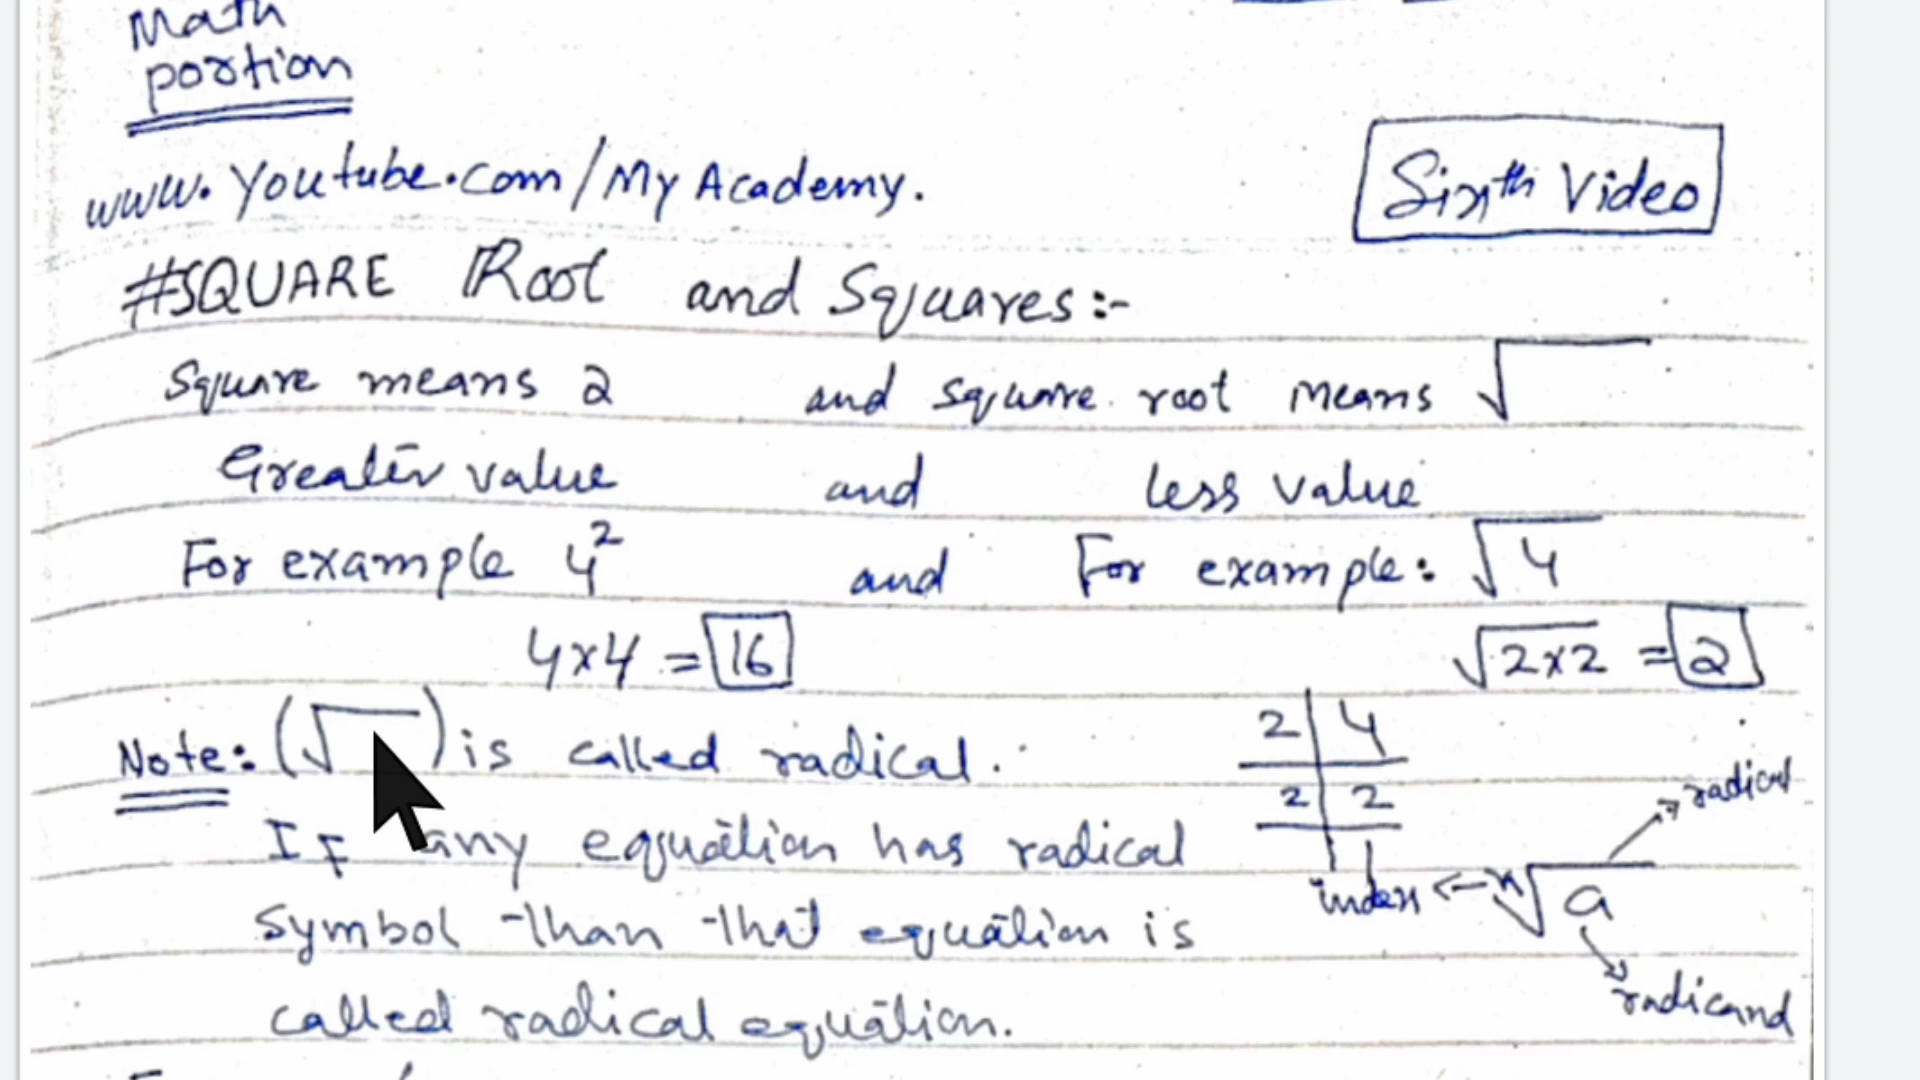 Math
portion
www.Youtube.com/My Academy.
Sixth Video
#SQUARE Root and Squares:-
Square means 2 and square root means √
Greater value and less value
For example 4² and For example: √4
4x4 = 16 √2x2 = 2
Note: (√ ) is called radical.
2 | 4
2 | 2
1
If any equation has radical
symbol than that equation is
called radical equation.
radical
index ← ⁿ√a
radicand